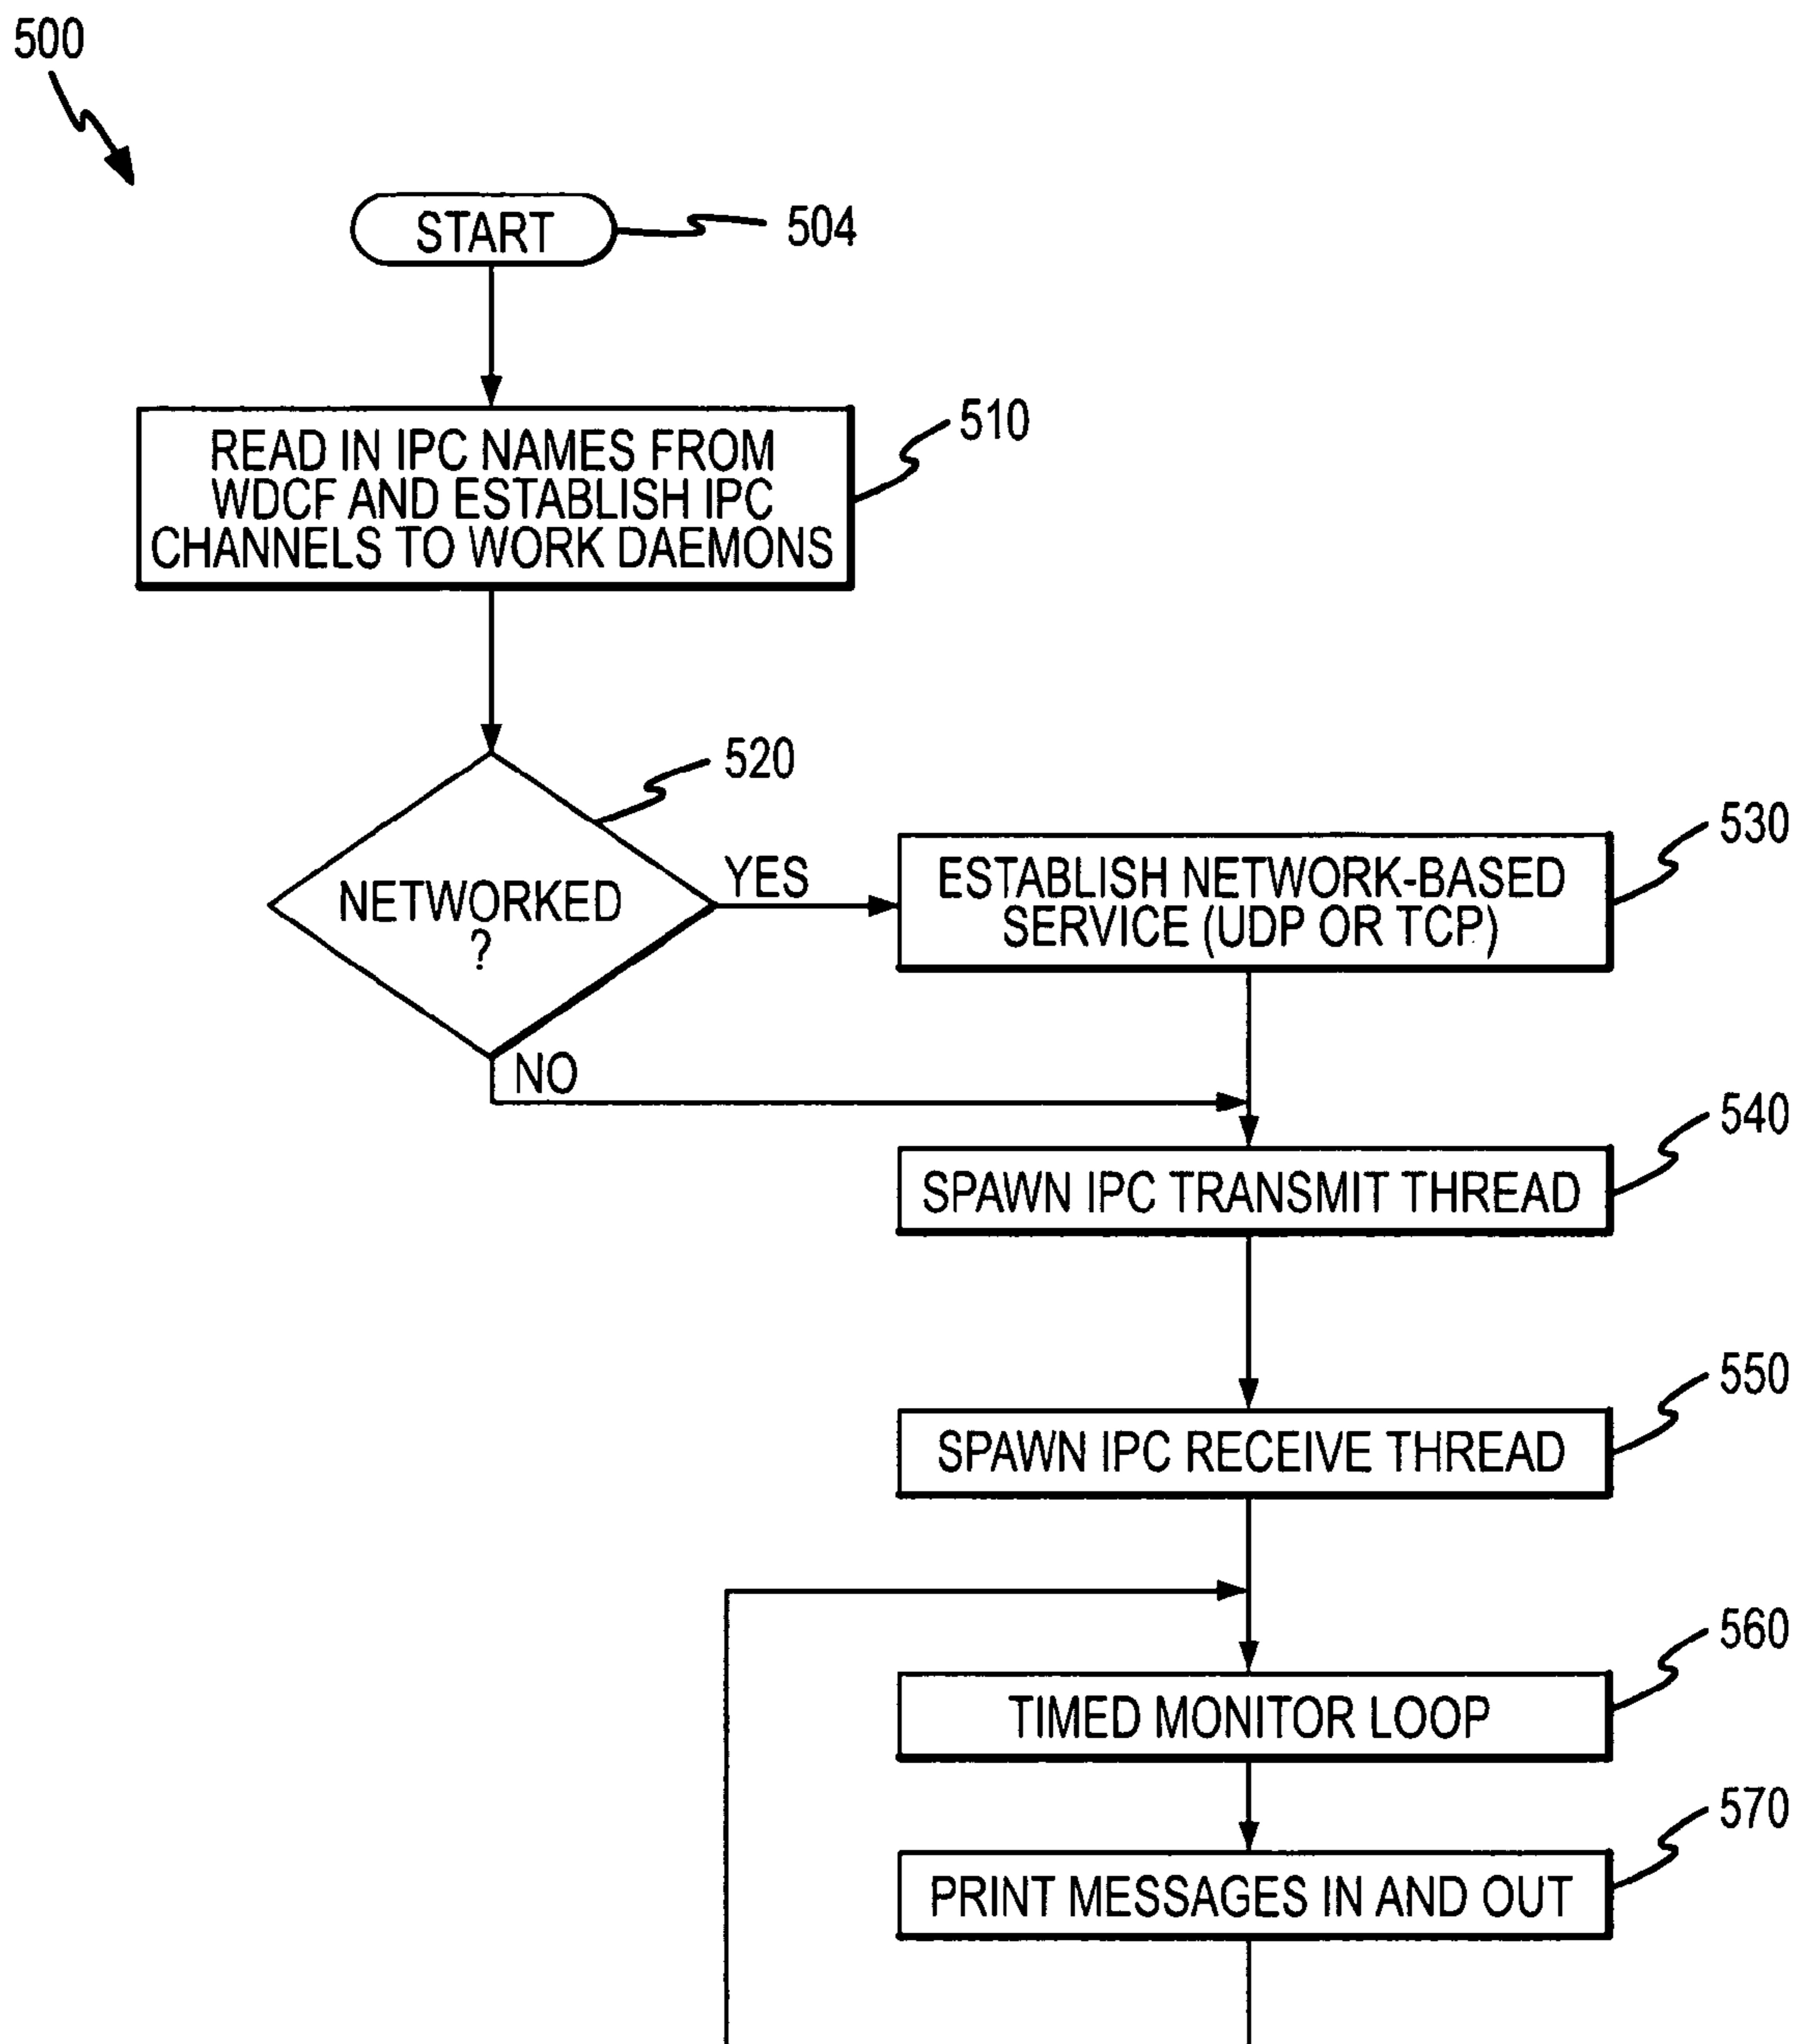 500
START
504
READ IN IPC NAMES FROM
WDCF AND ESTABLISH IPC
CHANNELS TO WORK DAEMONS
510
520
NETWORKED
?
YES
NO
ESTABLISH NETWORK-BASED
SERVICE (UDP OR TCP)
530
SPAWN IPC TRANSMIT THREAD
540
SPAWN IPC RECEIVE THREAD
550
TIMED MONITOR LOOP
560
PRINT MESSAGES IN AND OUT
570